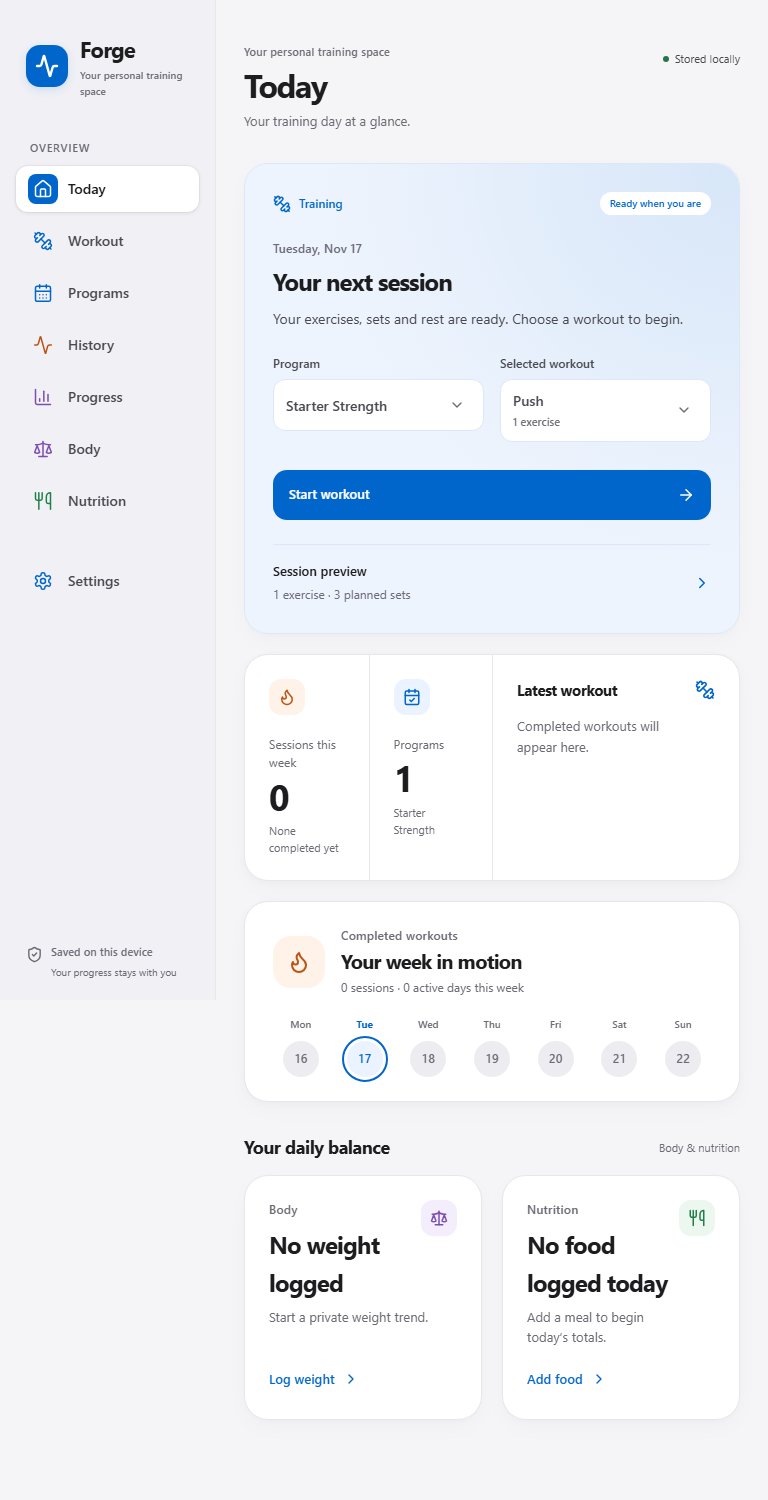 Forge
Your personal training
space
OVERVIEW
Today
Workout
Programs
History
Progress
Body
Nutrition
Settings
Saved on this device
Your progress stays with you
Your personal training space
Today
Your training day at a glance.
Stored locally
Training
Ready when you are
Tuesday, Nov 17
Your next session
Your exercises, sets and rest are ready. Choose a workout to begin.
Program
Starter Strength
Selected workout
Push
1 exercise
Start workout
Session preview
1 exercise · 3 planned sets
Sessions this
week
0
None
completed yet
Programs
1
Starter
Strength
Latest workout
Completed workouts will
appear here.
Completed workouts
Your week in motion
0 sessions · 0 active days this week
Mon Tue Wed Thu Fri Sat Sun
16 17 18 19 20 21 22
Your daily balance
Body & nutrition
Body
No weight
logged
Start a private weight trend.
Log weight
Nutrition
No food
logged today
Add a meal to begin
today's totals.
Add food